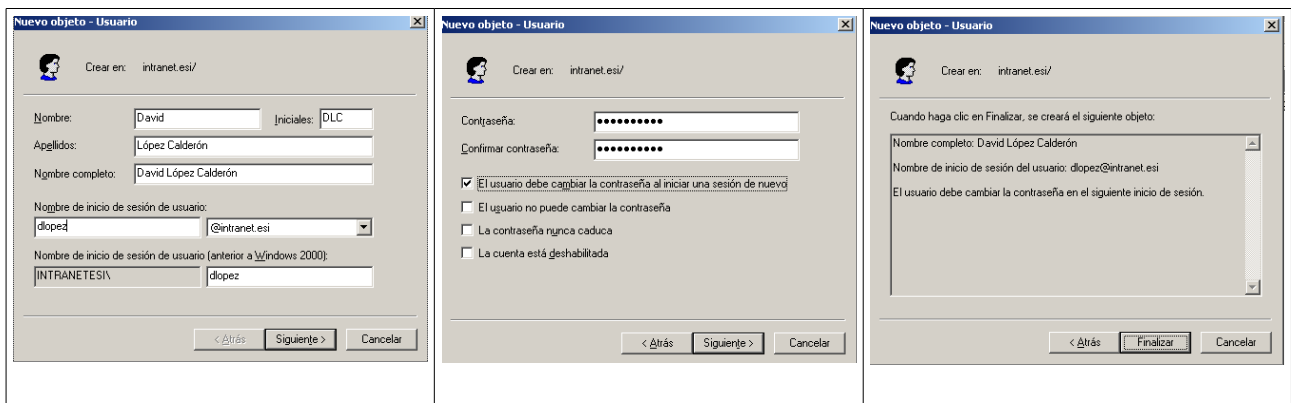 Nuevo objeto - Usuario
Crear en: intranet.esi/
Nombre: David Iniciales: DLC
Apellidos: López Calderón
Nombre completo: David López Calderón
Nombre de inicio de sesión de usuario:
dlopez @intranet.esi
Nombre de inicio de sesión de usuario (anterior a Windows 2000):
INTRANETESI\ dlopez
< Atrás Siguiente > Cancelar
Nuevo objeto - Usuario
Crear en: intranet.esi/
Contraseña: ●●●●●●●●●●
Confirmar contraseña: ●●●●●●●●●●
El usuario debe cambiar la contraseña al iniciar una sesión de nuevo
El usuario no puede cambiar la contraseña
La contraseña nunca caduca
La cuenta está deshabilitada
< Atrás Siguiente > Cancelar
Nuevo objeto - Usuario
Crear en: intranet.esi/
Cuando haga clic en Finalizar, se creará el siguiente objeto:
Nombre completo: David López Calderón
Nombre de inicio de sesión del usuario: dlopez@intranet.esi
El usuario debe cambiar la contraseña en el siguiente inicio de sesión.
< Atrás Finalizar Cancelar